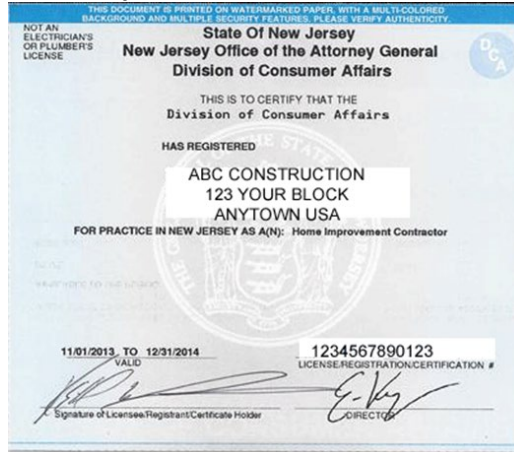 THIS DOCUMENT IS PRINTED ON WATERMARKED PAPER, WITH A MULTI-COLORED
BACKGROUND AND MULTIPLE SECURITY FEATURES. PLEASE VERIFY AUTHENTICITY.
NOT AN
ELECTRICIAN'S
OR PLUMBER'S
LICENSE
State Of New Jersey
New Jersey Office of the Attorney General
Division of Consumer Affairs
DCA
THIS IS TO CERTIFY THAT THE
Division of Consumer Affairs
HAS REGISTERED
ABC CONSTRUCTION
123 YOUR BLOCK
ANYTOWN USA
FOR PRACTICE IN NEW JERSEY AS A(N): Home Improvement Contractor
11/01/2013 TO 12/31/2014
VALID
1234567890123
LICENSE/REGISTRATION/CERTIFICATION #
Signature of Licensee/Registrant/Certificate Holder
DIRECTOR